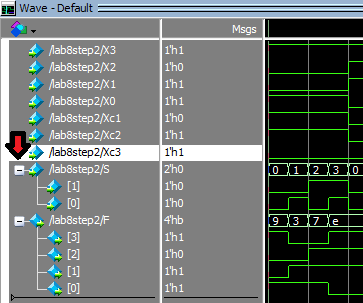 Wave - Default
Msgs
/lab8step2/X3 1'h1
/lab8step2/X2 1'h0
/lab8step2/X1 1'h0
/lab8step2/X0 1'h0
/lab8step2/Xc1 1'h0
/lab8step2/Xc2 1'h1
/lab8step2/Xc3 1'h1
/lab8step2/S 2'h0 0 1 2 3 0
[1] 1'h0
[0] 1'h0
/lab8step2/F 4'hb 9 3 7 e
[3] 1'h1
[2] 1'h0
[1] 1'h1
[0] 1'h1